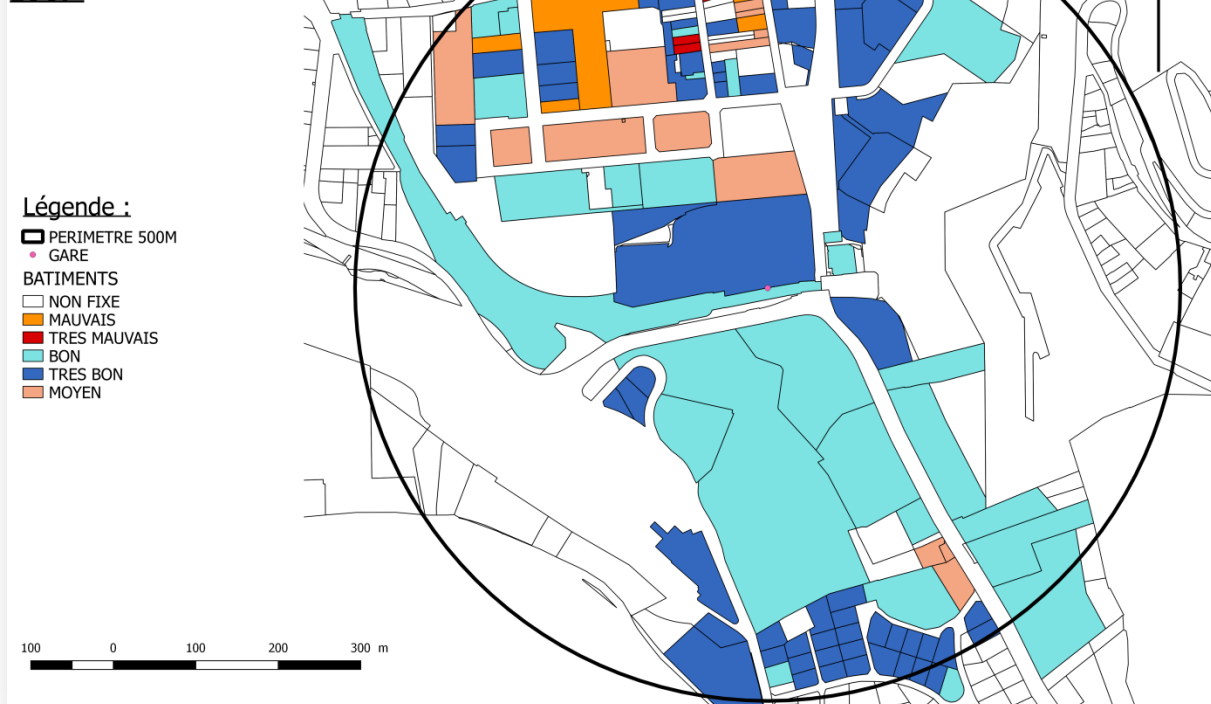 Légende :
PERIMETRE 500M
GARE
BATIMENTS
NON FIXE
MAUVAIS
TRES MAUVAIS
BON
TRES BON
MOYEN
100 0 100 200 300 m